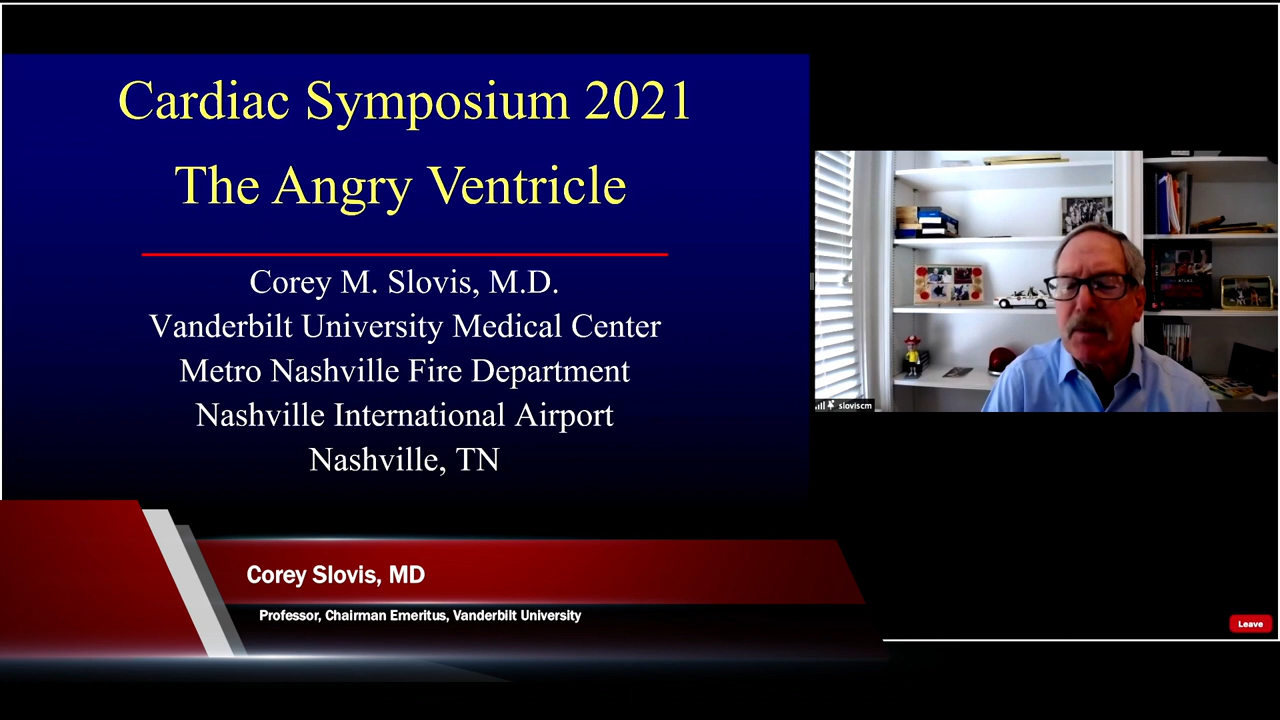 Cardiac Symposium 2021
The Angry Ventricle
Corey M. Slovis, M.D.
Vanderbilt University Medical Center
Metro Nashville Fire Department
Nashville International Airport
Nashville, TN
sloviscm
Corey Slovis, MD
Professor, Chairman Emeritus, Vanderbilt University
Leave